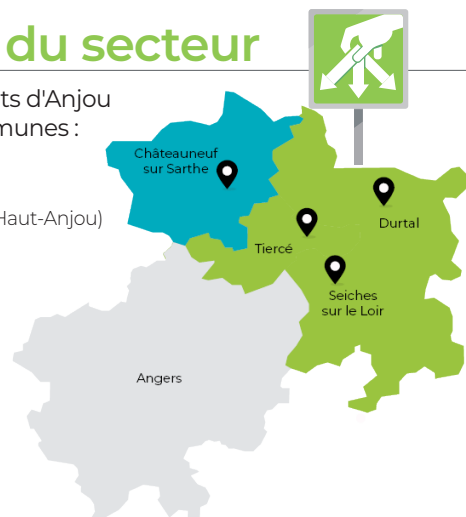 du secteur
ts d'Anjou
munes :
Haut-Anjou)
Châteauneuf
sur Sarthe
Durtal
Tiercé
Seiches
sur le Loir
Angers